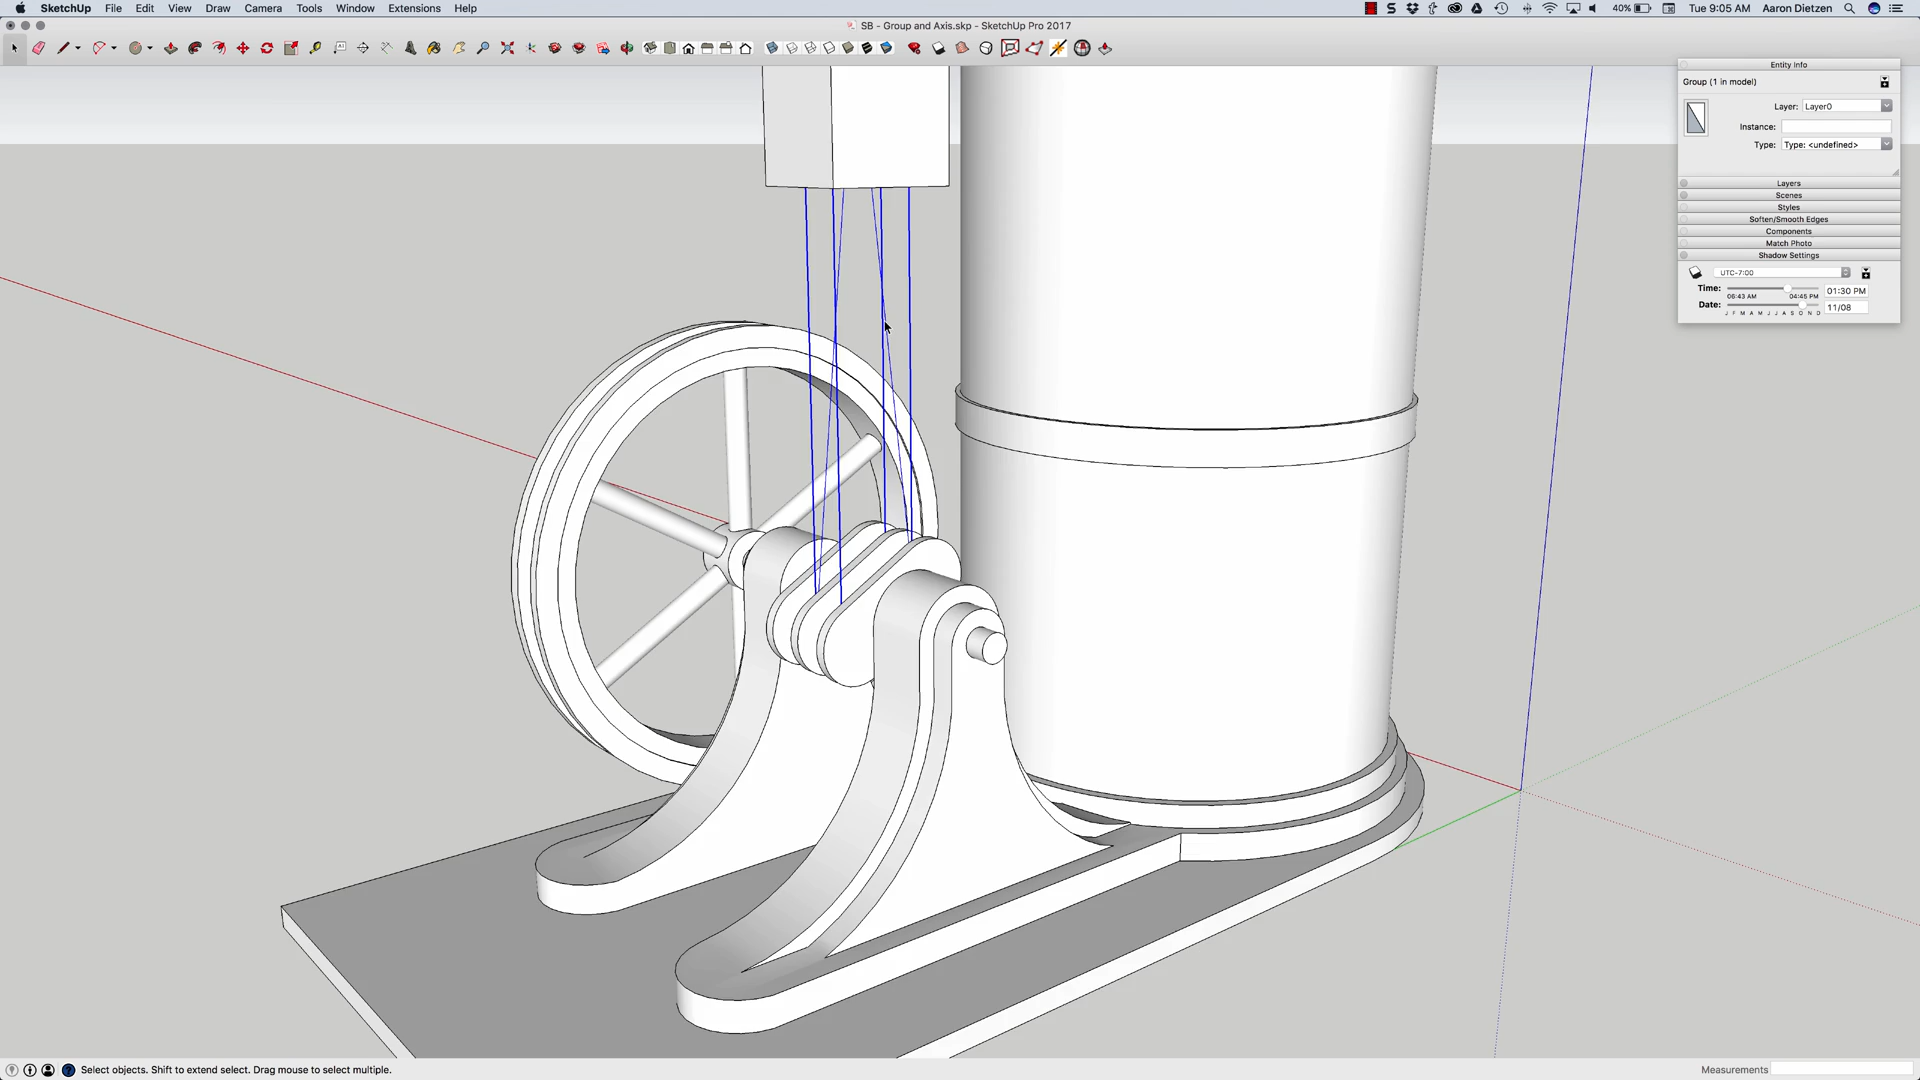 SketchUp File Edit View Draw Camera Tools Window Extensions Help 40% Tue 9:05 AM Aaron Dietzen
SB - Group and Axis.skp - SketchUp Pro 2017
Entity Info
Group (1 in model)
Layer: Layer0
Instance:
Type: Type: <undefined>
Layers
Scenes
Styles
Soften/Smooth Edges
Components
Match Photo
Shadow Settings
UTC-7:00
Time: 01:30 PM
06:43 AM 04:45 PM
Date: 11/08
J F M A M J J A S O N D
Select objects. Shift to extend select. Drag mouse to select multiple. Measurements